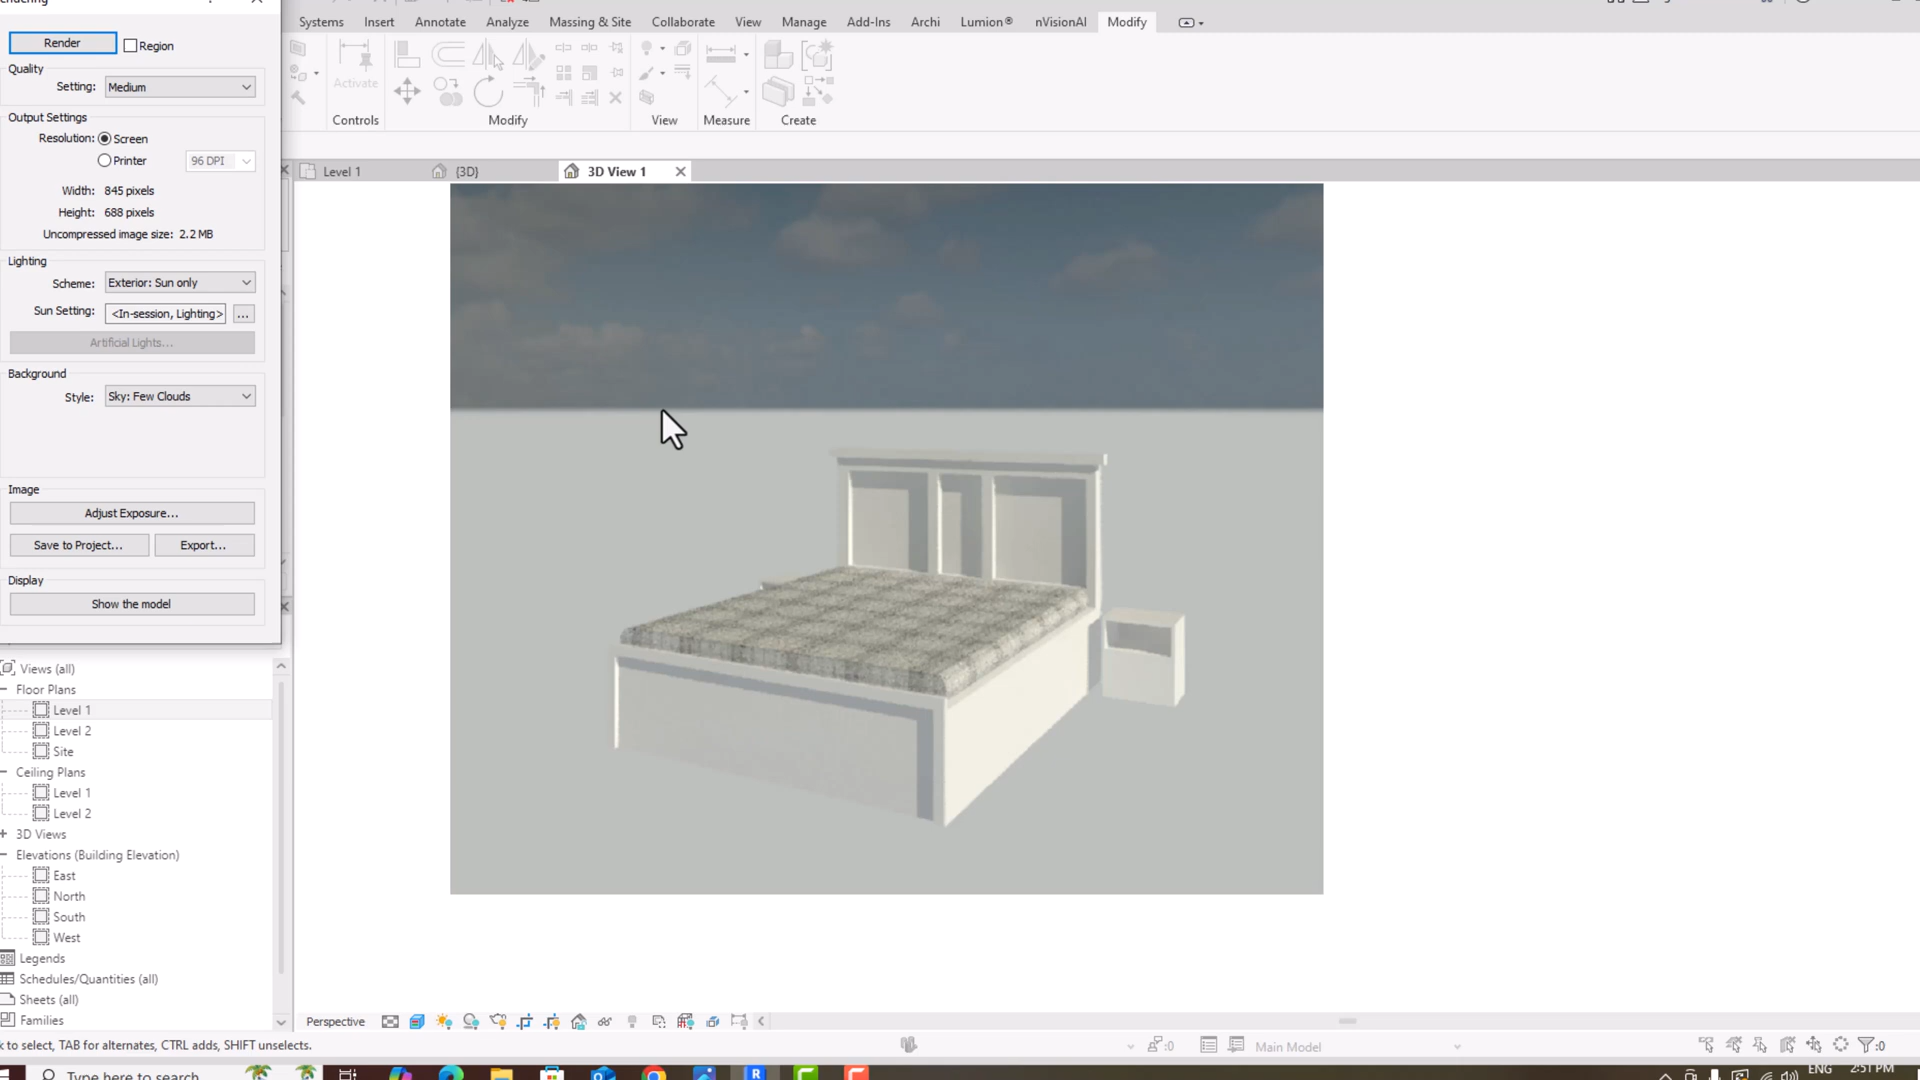 Systems Insert Annotate Analyze Massing & Site Collaborate View Manage Add-Ins Archi Lumion® nVisionAI Modify
Render Region
Quality
Setting: Medium
Activate
Controls Modify View Measure Create
Output Settings
Resolution: Screen
Printer 96 DPI
Level 1 {3D} 3D View 1
Width: 845 pixels
Height: 688 pixels
Uncompressed image size: 2.2 MB
Lighting
Scheme: Exterior: Sun only
Sun Setting: <In-session, Lighting> ...
Artificial Lights...
Background
Style: Sky: Few Clouds
Image
Adjust Exposure...
Save to Project... Export...
Display
Show the model
Views (all)
Floor Plans
Level 1
Level 2
Site
Ceiling Plans
Level 1
Level 2
3D Views
Elevations (Building Elevation)
East
North
South
West
Legends
Schedules/Quantities (all)
Sheets (all)
Families
Perspective
k to select, TAB for alternates, CTRL adds, SHIFT unselects.
:0 Main Model :0
Type here to search ENG 2:51 PM